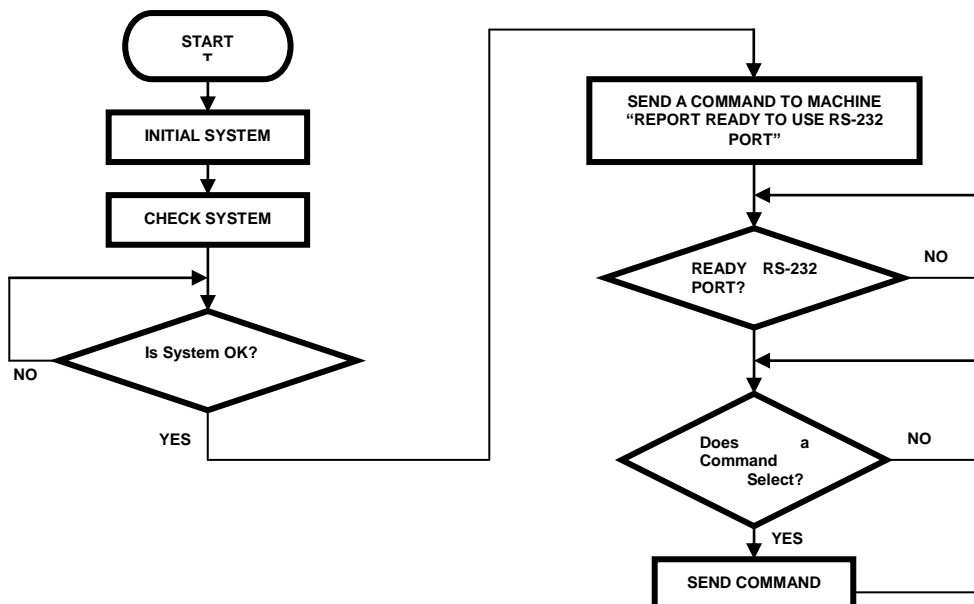 START
T
INITIAL SYSTEM
CHECK SYSTEM
Is System OK?
NO
YES
SEND A COMMAND TO MACHINE
“REPORT READY TO USE RS-232
PORT”
READY RS-232
PORT?
NO
Does a
Command
Select?
NO
YES
SEND COMMAND